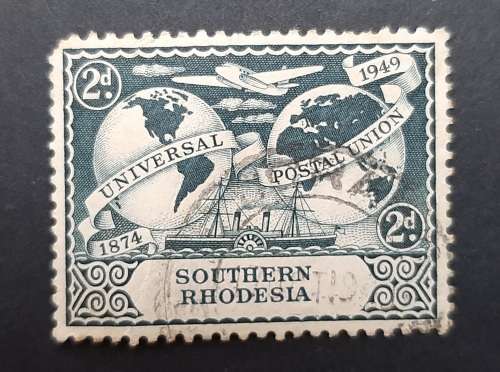 2d.
1949
UNIVERSAL POSTAL UNION
1874
2d.
SOUTHERN
RHODESIA